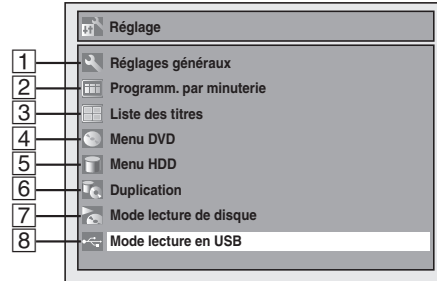 Réglage
1 Réglages généraux
2 Programm. par minuterie
3 Liste des titres
4 Menu DVD
5 Menu HDD
6 Duplication
7 Mode lecture de disque
8 Mode lecture en USB